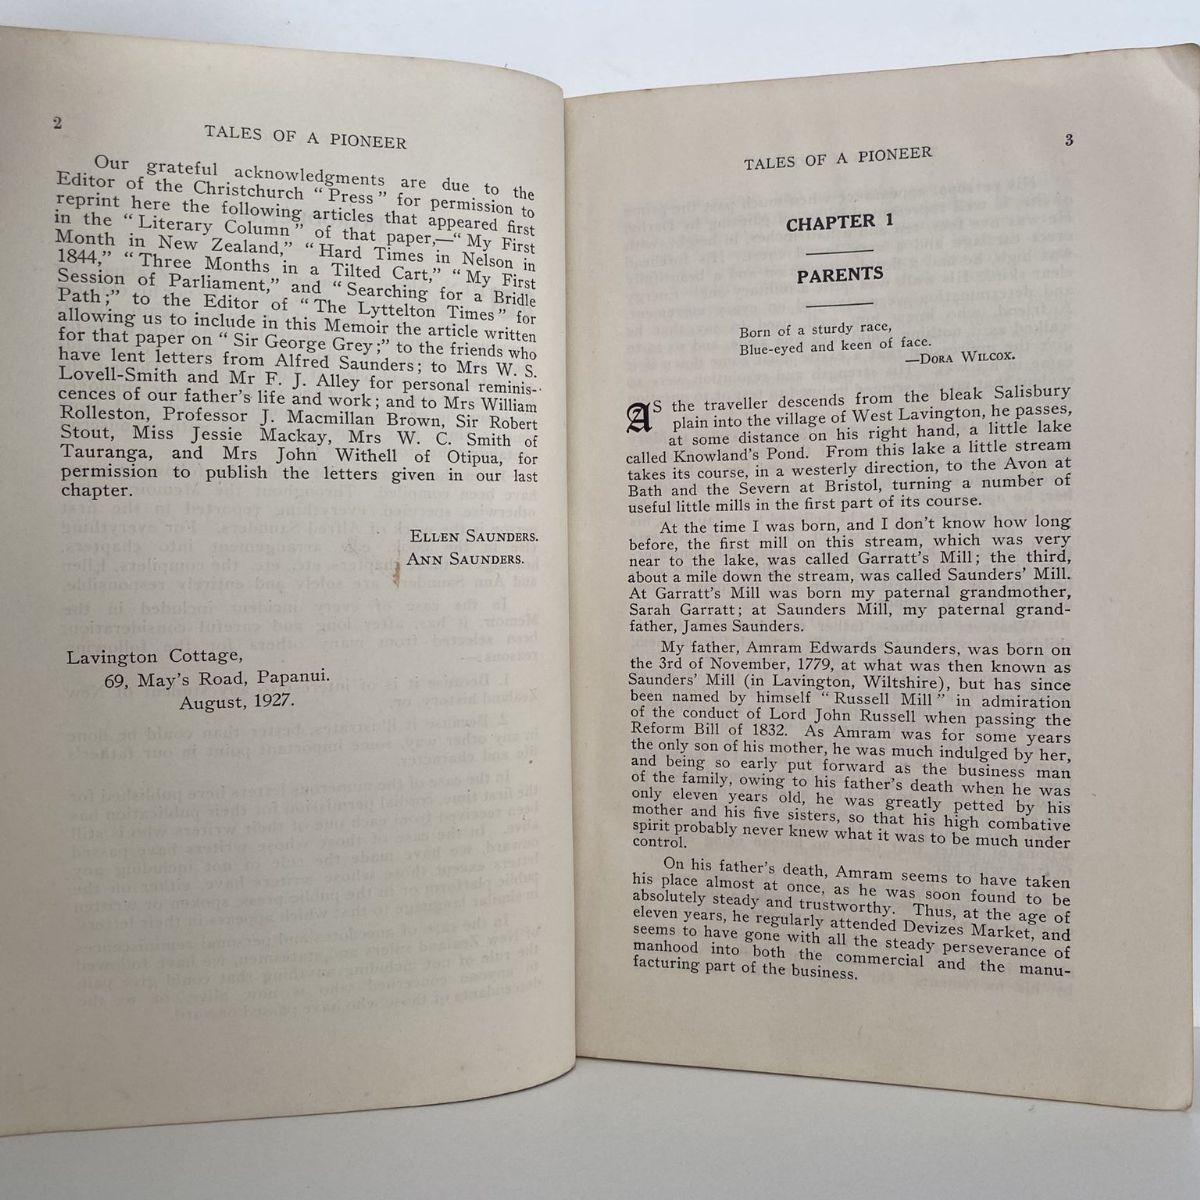 2
TALES OF A PIONEER
Our grateful acknowledgments are due to the
Editor of the Christchurch “Press” for permission to
reprint here the following articles that appeared first
in the “Literary Column” of that paper,—“My First
Month in New Zealand,” “Hard Times in Nelson in
1844,” “Three Months in a Tilted Cart,” “My First
Session of Parliament,” and “Searching for a Bridle
Path;” to the Editor of “The Lyttelton Times” for
allowing us to include in this Memoir the article written
for that paper on “Sir George Grey;” to the friends who
have lent letters from Alfred Saunders; to Mrs W. S.
Lovell-Smith and Mr F. J. Alley for personal reminis-
cences of our father's life and work; and to Mrs William
Rolleston, Professor J. Macmillan Brown, Sir Robert
Stout, Miss Jessie Mackay, Mrs W. C. Smith of
Tauranga, and Mrs John Withell of Otipua, for
permission to publish the letters given in our last
chapter.
ELLEN SAUNDERS.
ANN SAUNDERS.
Lavington Cottage,
69, May's Road, Papanui.
August, 1927.
3
TALES OF A PIONEER
CHAPTER 1
PARENTS
Born of a sturdy race,
Blue-eyed and keen of face.
—DORA WILCOX.
AS the traveller descends from the bleak Salisbury
plain into the village of West Lavington, he passes,
at some distance on his right hand, a little lake
called Knowland's Pond. From this lake a little stream
takes its course, in a westerly direction, to the Avon at
Bath and the Severn at Bristol, turning a number of
useful little mills in the first part of its course.
At the time I was born, and I don't know how long
before, the first mill on this stream, which was very
near to the lake, was called Garratt's Mill; the third,
about a mile down the stream, was called Saunders' Mill.
At Garratt's Mill was born my paternal grandmother,
Sarah Garratt; at Saunders Mill, my paternal grand-
father, James Saunders.
My father, Amram Edwards Saunders, was born on
the 3rd of November, 1779, at what was then known as
Saunders' Mill (in Lavington, Wiltshire), but has since
been named by himself “Russell Mill” in admiration
of the conduct of Lord John Russell when passing the
Reform Bill of 1832. As Amram was for some years
the only son of his mother, he was much indulged by her,
and being so early put forward as the business man
of the family, owing to his father's death when he was
only eleven years old, he was greatly petted by his
mother and his five sisters, so that his high combative
spirit probably never knew what it was to be much under
control.
On his father's death, Amram seems to have taken
his place almost at once, as he was soon found to be
absolutely steady and trustworthy. Thus, at the age of
eleven years, he regularly attended Devizes Market, and
seems to have gone with all the steady perseverance of
manhood into both the commercial and the manu-
facturing part of the business.